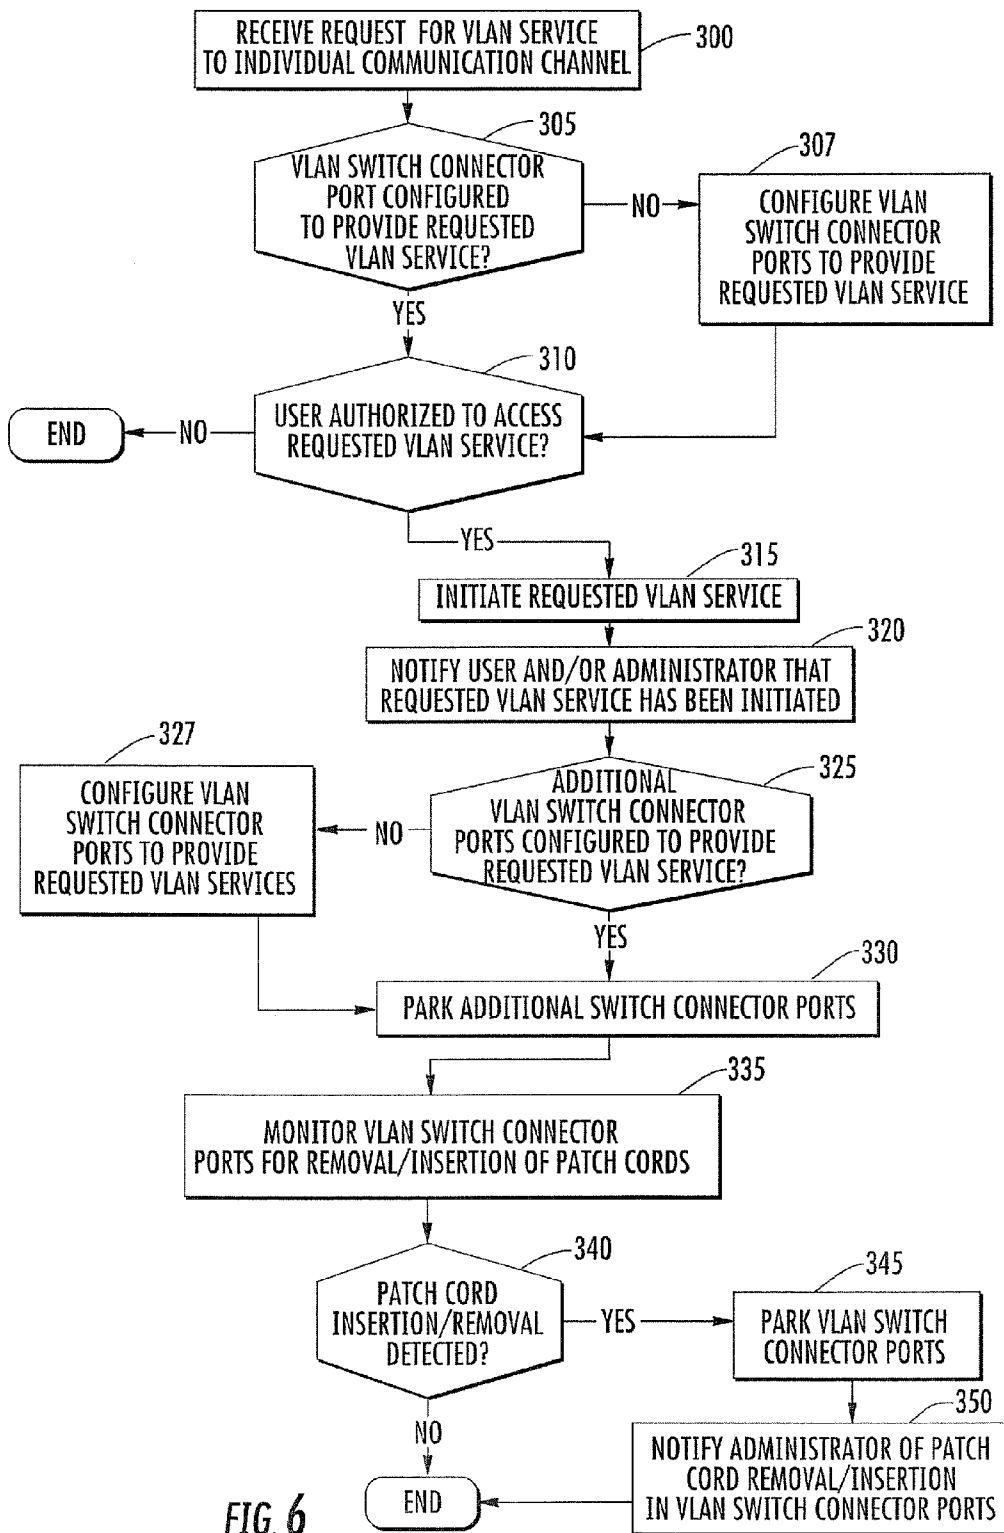 RECEIVE REQUEST FOR VLAN SERVICE
TO INDIVIDUAL COMMUNICATION CHANNEL
300
305
VLAN SWITCH CONNECTOR
PORT CONFIGURED
TO PROVIDE REQUESTED
VLAN SERVICE?
NO
307
CONFIGURE VLAN
SWITCH CONNECTOR
PORTS TO PROVIDE
REQUESTED VLAN SERVICE
YES
310
USER AUTHORIZED TO ACCESS
REQUESTED VLAN SERVICE?
NO
END
YES
315
INITIATE REQUESTED VLAN SERVICE
320
NOTIFY USER AND/OR ADMINISTRATOR THAT
REQUESTED VLAN SERVICE HAS BEEN INITIATED
325
ADDITIONAL
VLAN SWITCH CONNECTOR
PORTS CONFIGURED TO PROVIDE
REQUESTED VLAN SERVICE?
NO
327
CONFIGURE VLAN
SWITCH CONNECTOR
PORTS TO PROVIDE
REQUESTED VLAN SERVICES
YES
330
PARK ADDITIONAL SWITCH CONNECTOR PORTS
335
MONITOR VLAN SWITCH CONNECTOR
PORTS FOR REMOVAL/INSERTION OF PATCH CORDS
340
PATCH CORD
INSERTION/REMOVAL
DETECTED?
YES
345
PARK VLAN SWITCH
CONNECTOR PORTS
350
NOTIFY ADMINISTRATOR OF PATCH
CORD REMOVAL/INSERTION
IN VLAN SWITCH CONNECTOR PORTS
NO
END
FIG. 6